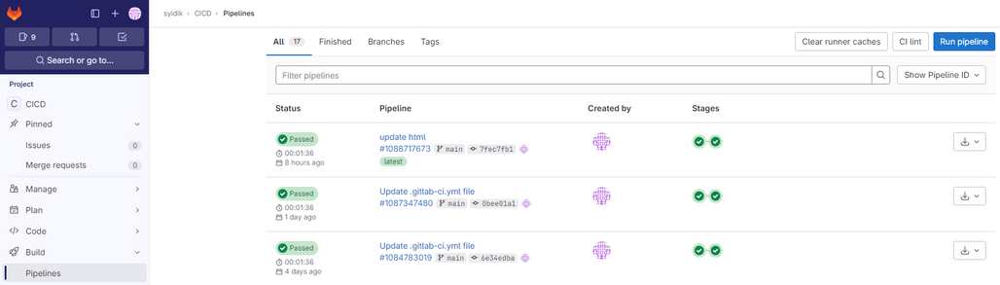 syidik > CICD > Pipelines
9
Search or go to...
Project
C CICD
Pinned
Issues 0
Merge requests 0
Manage
Plan
Code
Build
Pipelines
All 17 Finished Branches Tags
Clear runner caches CI lint Run pipeline
Filter pipelines
Show Pipeline ID
Status Pipeline Created by Stages
Passed
00:01:36
8 hours ago
update html
#1088717673 main 7fec7fb1
latest
Passed
00:01:36
1 day ago
Update .gitlab-ci.yml file
#1087347480 main 0bee01a1
Passed
00:01:36
4 days ago
Update .gitlab-ci.yml file
#1084783019 main 6e34edba